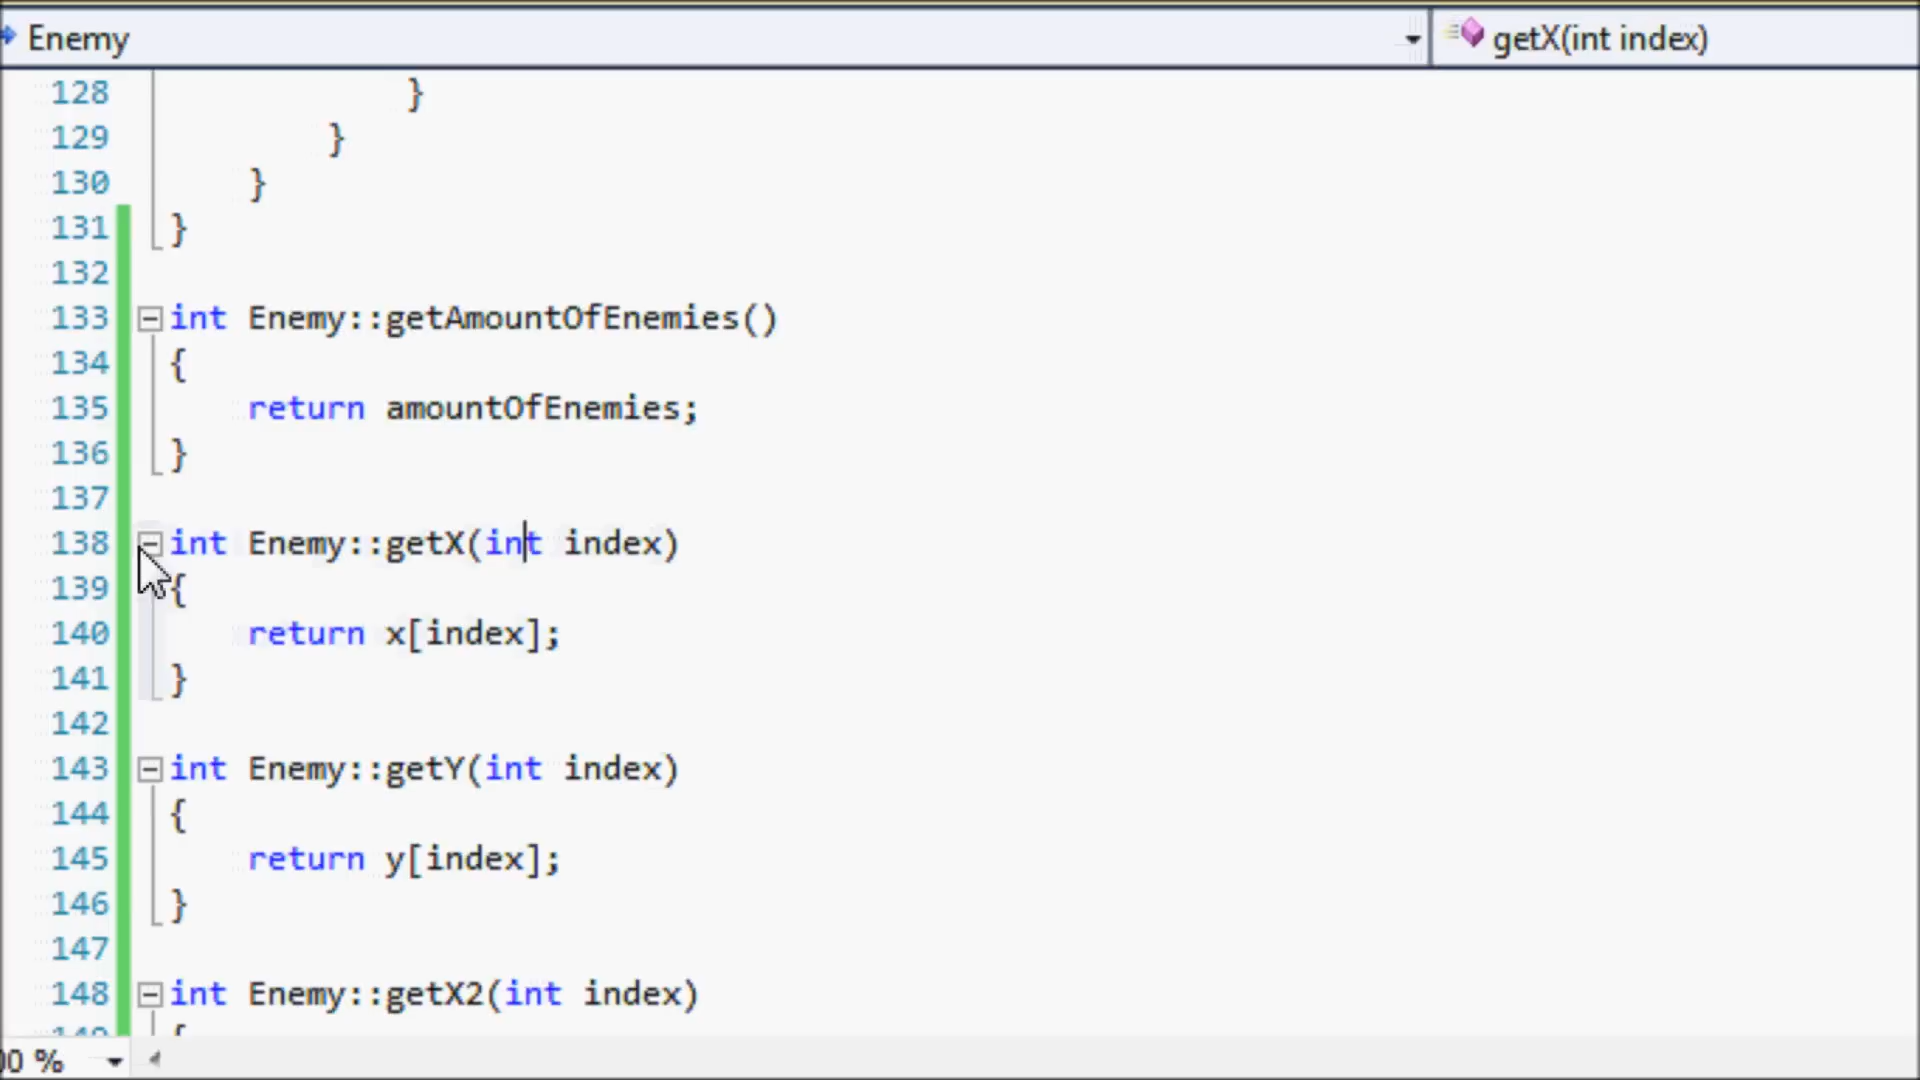 Enemy
getX(int index)
128 }
129 }
130 }
131 }
132
133 int Enemy::getAmountOfEnemies()
134 {
135 return amountOfEnemies;
136 }
137
138 int Enemy::getX(int index)
139 {
140 return x[index];
141 }
142
143 int Enemy::getY(int index)
144 {
145 return y[index];
146 }
147
148 int Enemy::getX2(int index)
149 {
00 %